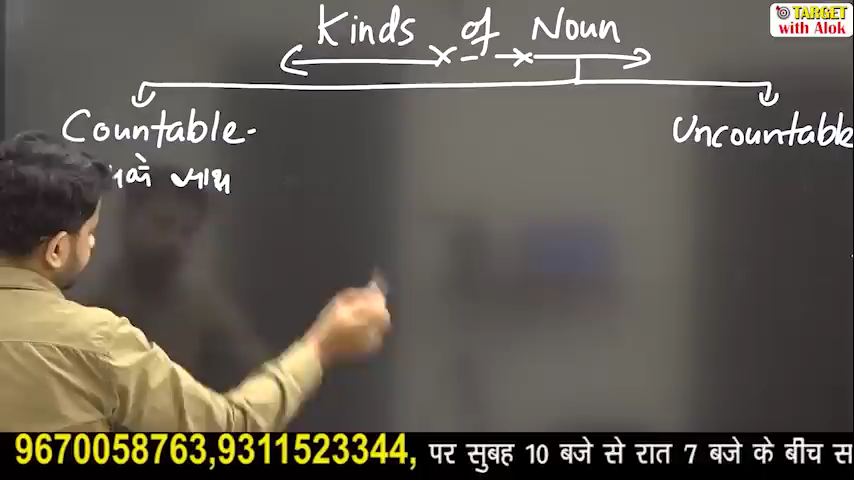 TARGET
with Alok
Kinds of Noun
Countable-
Uncountable
साथ
9670058763,9311523344, पर सुबह 10 बजे से रात 7 बजे के बीच स